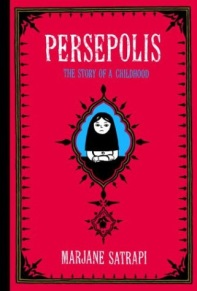 PERSEPOLIS
THE STORY OF A CHILDHOOD
MARJANE SATRAPI